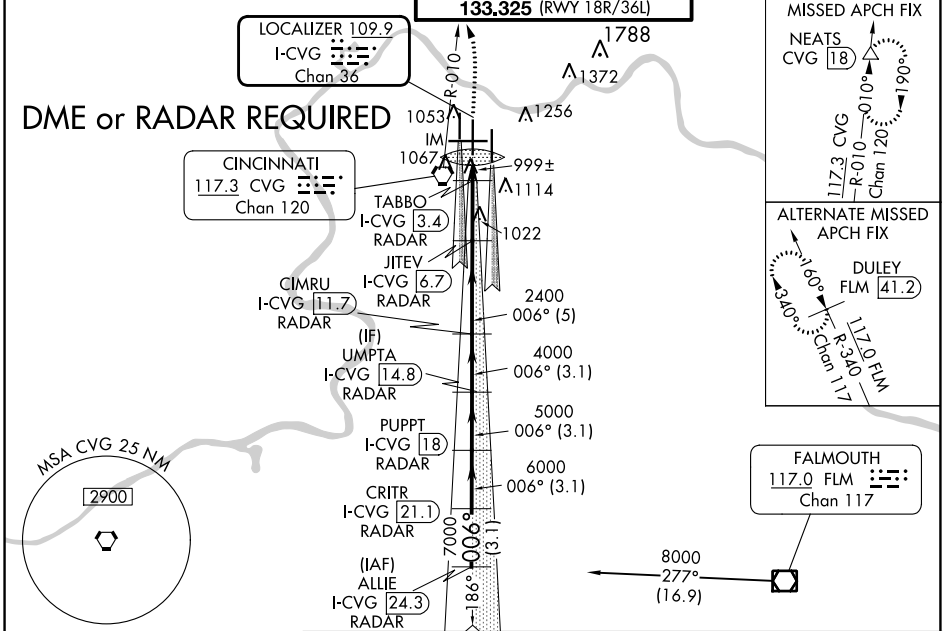 133.325 (RWY 18R/36L)
LOCALIZER 109.9
I-CVG
Chan 36
R-010
1788
1372
MISSED APCH FIX
NEATS
CVG 18
010°
190°
117.3 CVG
R-010
Chan 120
DME or RADAR REQUIRED
1053
1256
IM
1067
999±
1114
CINCINNATI
117.3 CVG
Chan 120
TABBO
I-CVG 3.4
RADAR
1022
ALTERNATE MISSED
APCH FIX
DULEY
FLM 41.2
160°
340°
117.0 FLM
R-340
Chan 117
JITEV
I-CVG 6.7
RADAR
CIMRU
I-CVG 11.7
RADAR
2400
006° (5)
(IF)
UMPTA
I-CVG 14.8
RADAR
4000
006° (3.1)
PUPPT
I-CVG 18
RADAR
5000
006° (3.1)
MSA CVG 25 NM
2900
CRITR
I-CVG 21.1
RADAR
6000
006° (3.1)
FALMOUTH
117.0 FLM
Chan 117
7000
006°
(3.1)
(IAF)
ALLIE
I-CVG 24.3
RADAR
186°
8000
277°
(16.9)